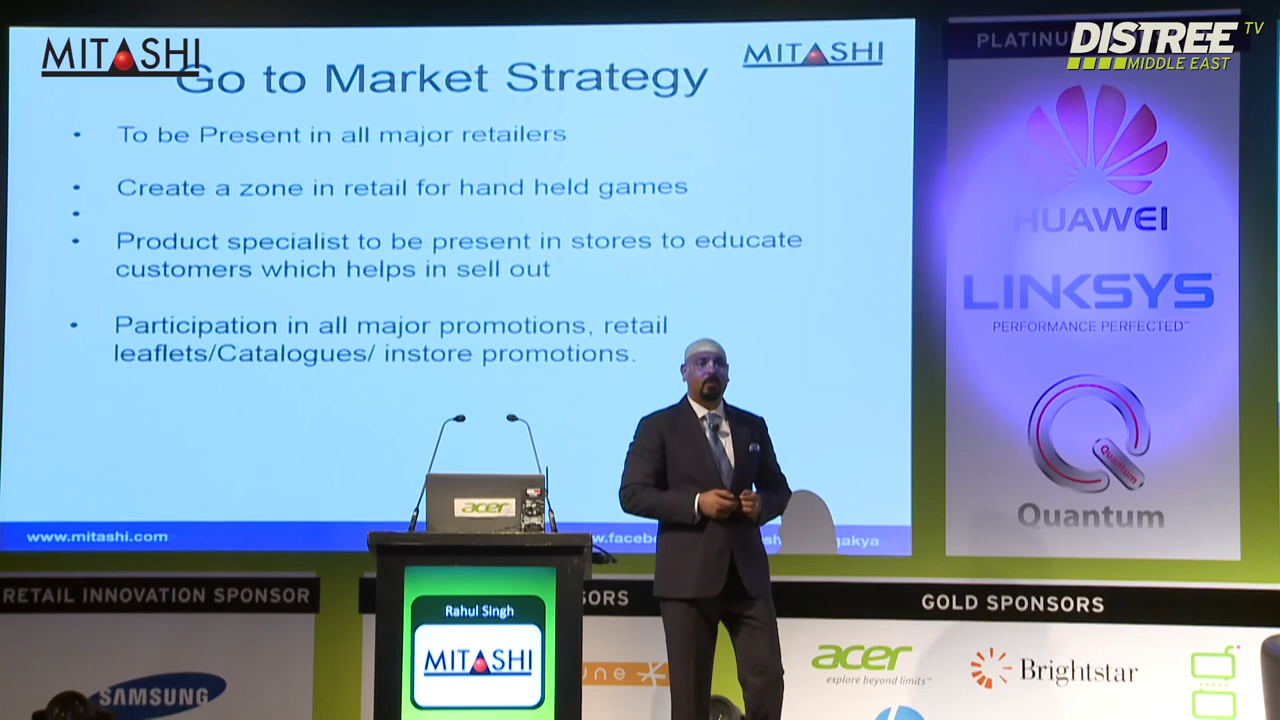 MITASHI
MITASHI
Go to Market Strategy
• To be Present in all major retailers
• Create a zone in retail for hand held games
•
• Product specialist to be present in stores to educate
customers which helps in sell out
• Participation in all major promotions, retail
leaflets/Catalogues/ instore promotions.
www.mitashi.com
DISTREE TV
MIDDLE EAST
HUAWEI
LINKSYS
PERFORMANCE PERFECTED™
Quantum
Quantum
acer
RETAIL INNOVATION SPONSOR
SAMSUNG
Rahul Singh
MITASHI
GOLD SPONSORS
acer
explore beyond limits™
Brightstar